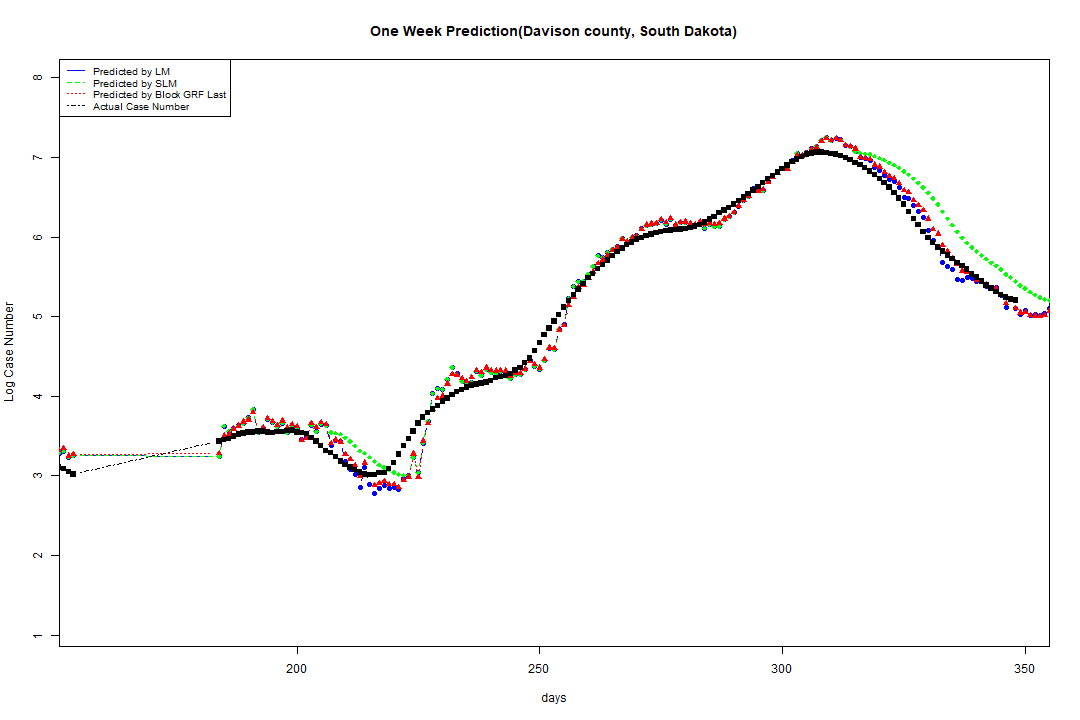 One Week Prediction(Davison county, South Dakota)
Predicted by LM
Predicted by SLM
Predicted by Block GRF Last
Actual Case Number
8
7
6
5
4
3
2
1
Log Case Number
200 250 300 350
days